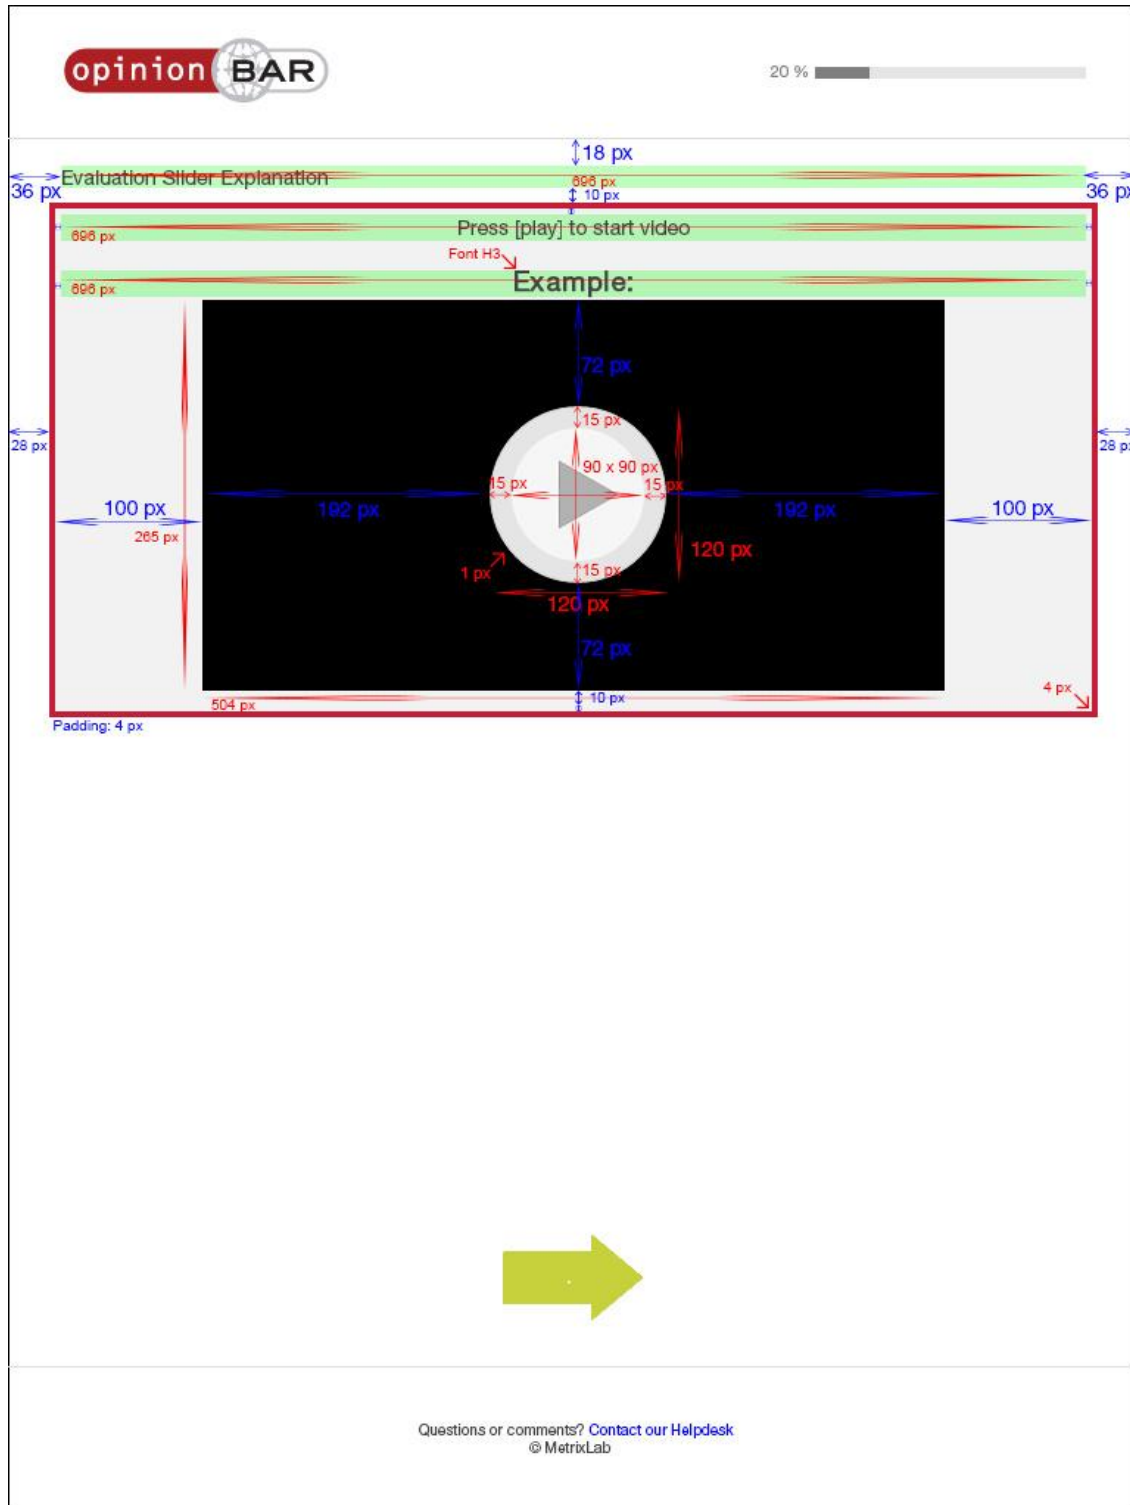 opinion BAR
20 %
18 px
Evaluation Slider Explanation
696 px
36 px
36 px
10 px
Press [play] to start video
696 px
Font H3
Example:
696 px
72 px
15 px
90 x 90 px
15 px
15 px
28 px
28 px
100 px
192 px
192 px
100 px
265 px
120 px
1 px
15 px
120 px
72 px
4 px
10 px
504 px
Padding: 4 px
Questions or comments? Contact our Helpdesk
© MetrixLab